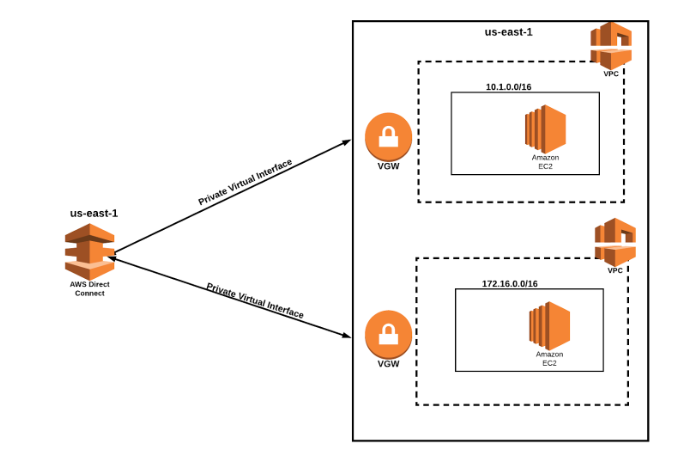 us-east-1
VPC
10.1.0.0/16
Amazon
EC2
VGW
Private Virtual Interface
us-east-1
AWS Direct
Connect
Private Virtual Interface
VPC
172.16.0.0/16
Amazon
EC2
VGW